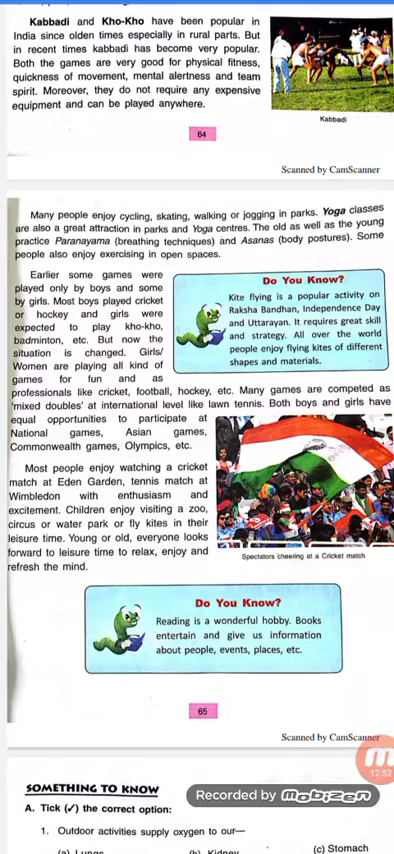 Kabbadi and Kho-Kho have been popular in
India since olden times especially in rural parts. But
in recent times kabbadi has become very popular.
Both the games are very good for physical fitness,
quickness of movement, mental alertness and team
spirit. Moreover, they do not require any expensive
equipment and can be played anywhere.
Kabbadi
64
Scanned by CamScanner
Many people enjoy cycling, skating, walking or jogging in parks. Yoga classes
are also a great attraction in parks and Yoga centres. The old as well as the young
practice Paranayama (breathing techniques) and Asanas (body postures). Some
people also enjoy exercising in open spaces.
Earlier some games were
played only by boys and some
by girls. Most boys played cricket
or hockey and girls were
expected to play kho-kho,
badminton, etc. But now the
situation is changed. Girls/
Women are playing all kind of
games for fun and as
Do You Know?
Kite flying is a popular activity on
Raksha Bandhan, Independence Day
and Uttarayan. It requires great skill
and strategy. All over the world
people enjoy flying kites of different
shapes and materials.
professionals like cricket, football, hockey, etc. Many games are competed as
'mixed doubles' at international level like lawn tennis. Both boys and girls have
equal opportunities to participate at
National games, Asian games,
Commonwealth games, Olympics, etc.
Most people enjoy watching a cricket
match at Eden Garden, tennis match at
Wimbledon with enthusiasm and
excitement. Children enjoy visiting a zoo,
circus or water park or fly kites in their
leisure time. Young or old, everyone looks
forward to leisure time to relax, enjoy and
refresh the mind.
Spectators cheering at a Cricket match
Do You Know?
Reading is a wonderful hobby. Books
entertain and give us information
about people, events, places, etc.
65
Scanned by CamScanner
12:52
SOMETHING TO KNOW
Recorded by Mobizen
A. Tick (✓) the correct option:
1. Outdoor activities supply oxygen to our—
(a) Lungs (b) Kidney (c) Stomach